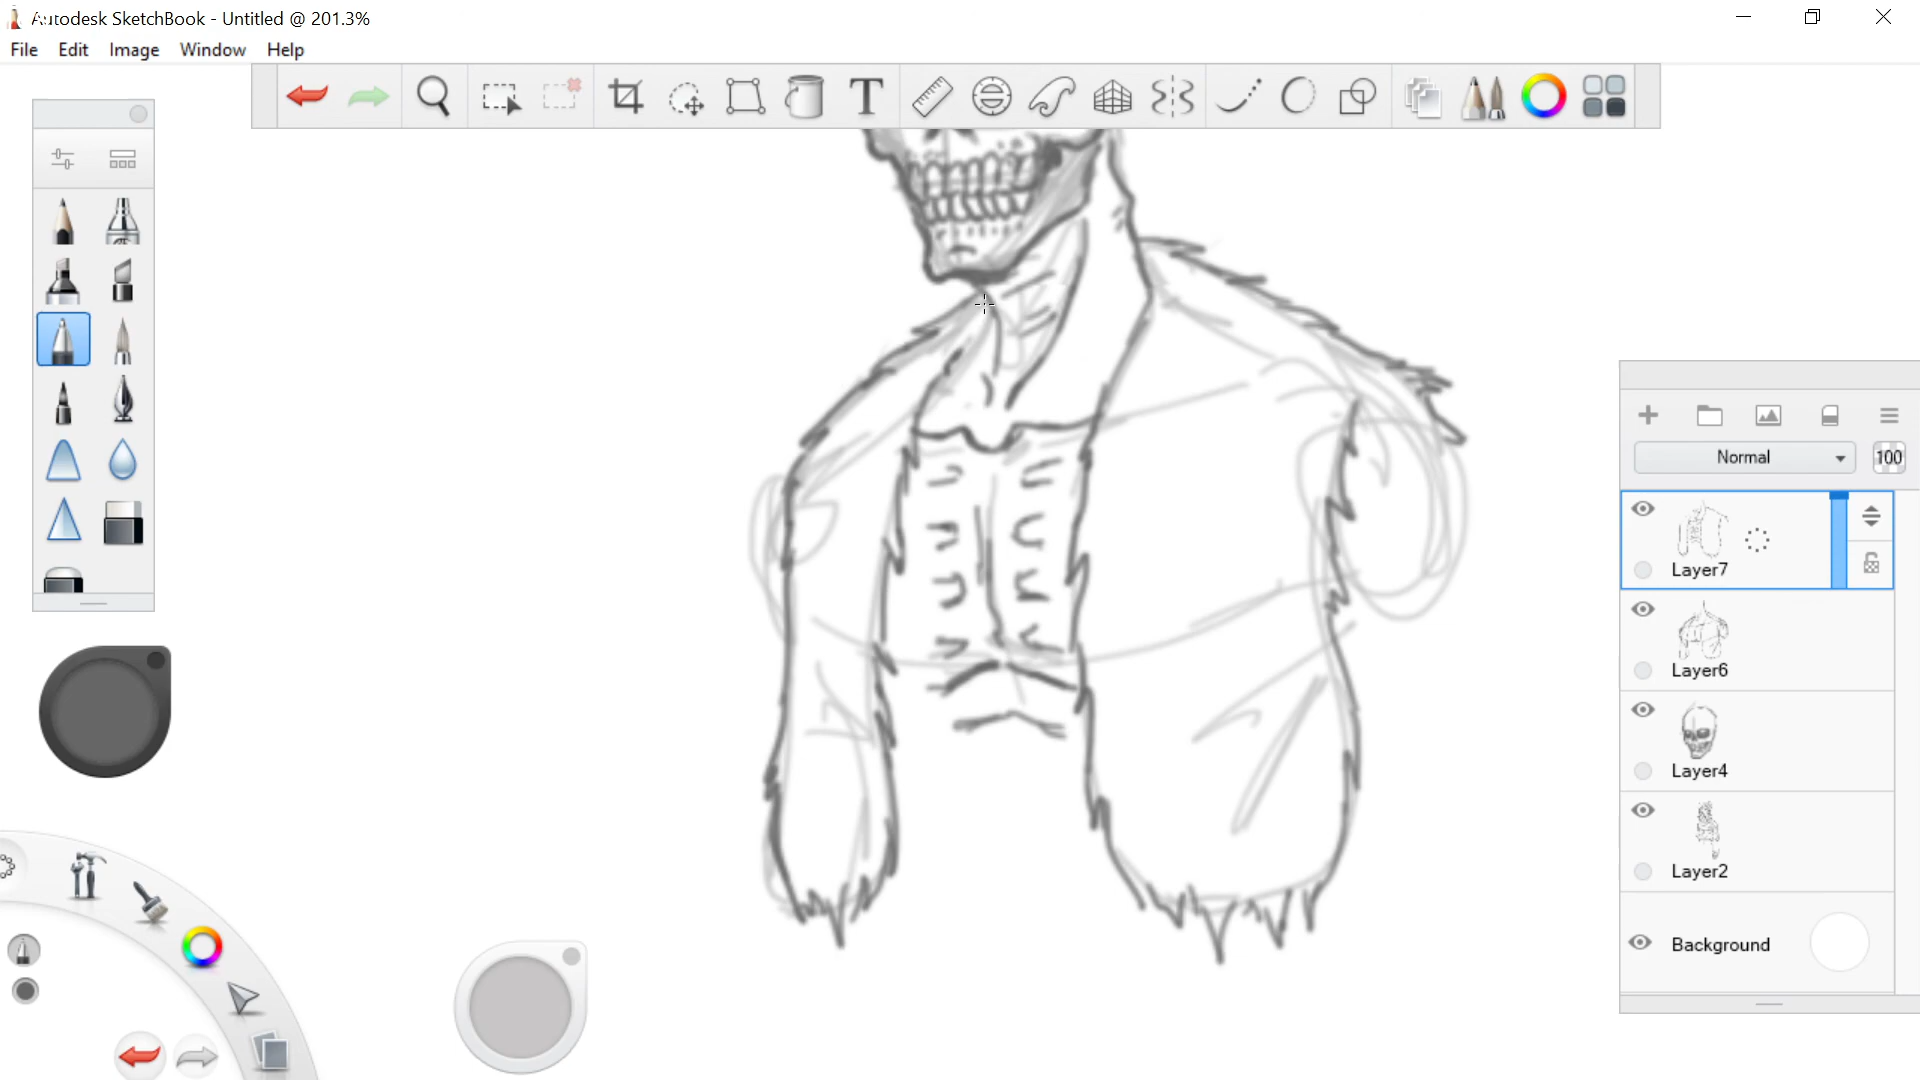 Autodesk SketchBook - Untitled @ 201.3%
File Edit Image Window Help
T
Normal 100
Layer7
Layer6
Layer4
Layer2
Background